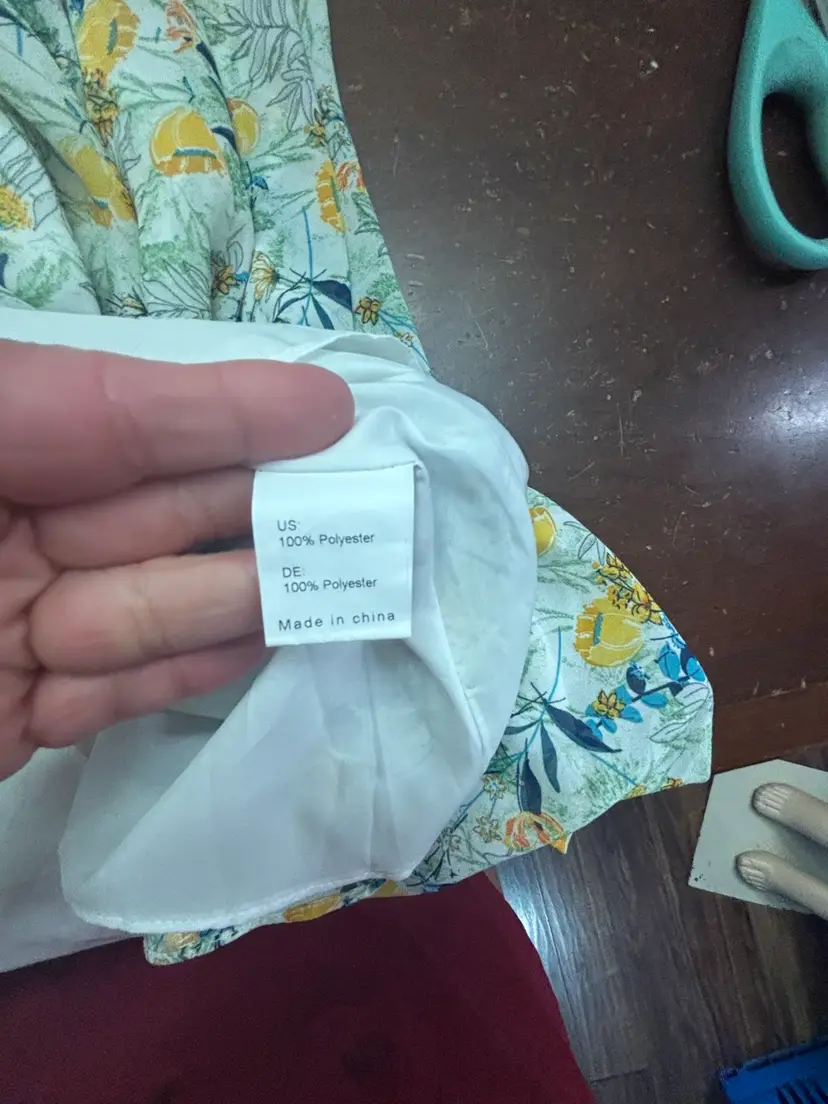 US:
100% Polyester
DE:
100% Polyester
Made in china